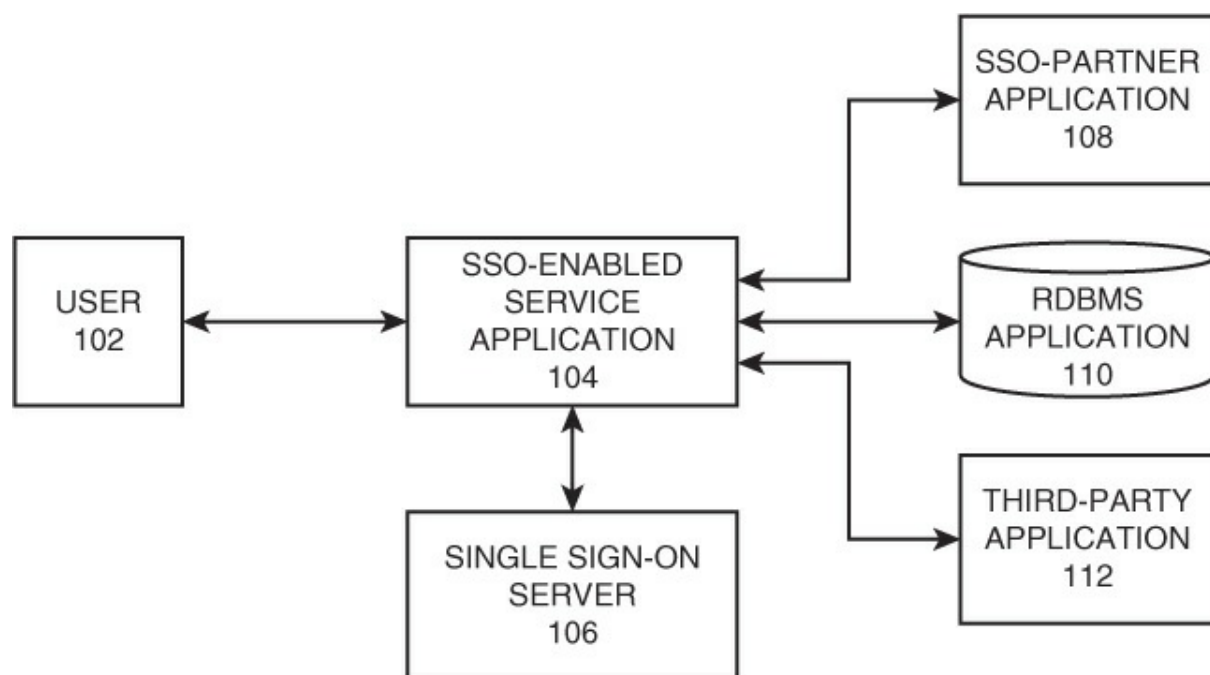 SSO-PARTNER
APPLICATION
108
USER
102
SSO-ENABLED
SERVICE
APPLICATION
104
RDBMS
APPLICATION
110
SINGLE SIGN-ON
SERVER
106
THIRD-PARTY
APPLICATION
112